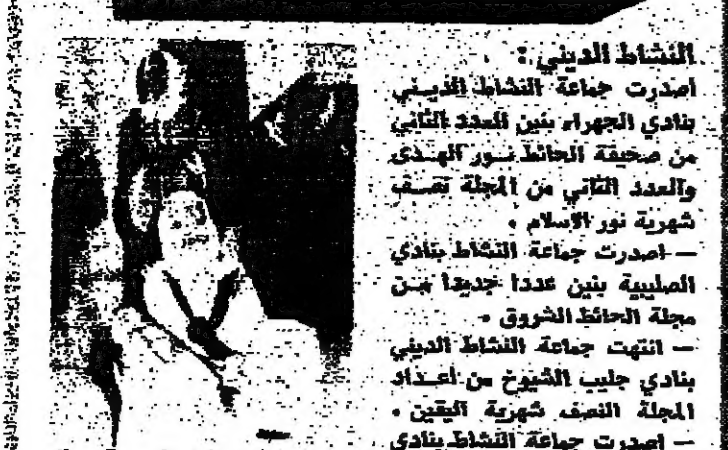 النشاط الديني :
اصدرت جماعة النشاط الديني
بنادي الجهراء بنين العدد الثاني
من صحيفة الحائط نور الهدى
والعدد الثاني من المجلة نصف
شهرية نور الاسلام .
— اصدرت جماعة النشاط بنادي
الصليبية بنين عددا جديدا من
مجلة الحائط الشروق .
— انتهت جماعة النشاط الديني
بنادي جليب الشيوخ من اعداد
المجلة النصف شهرية اليقين .
— اصدرت جماعة النشاط بنادي